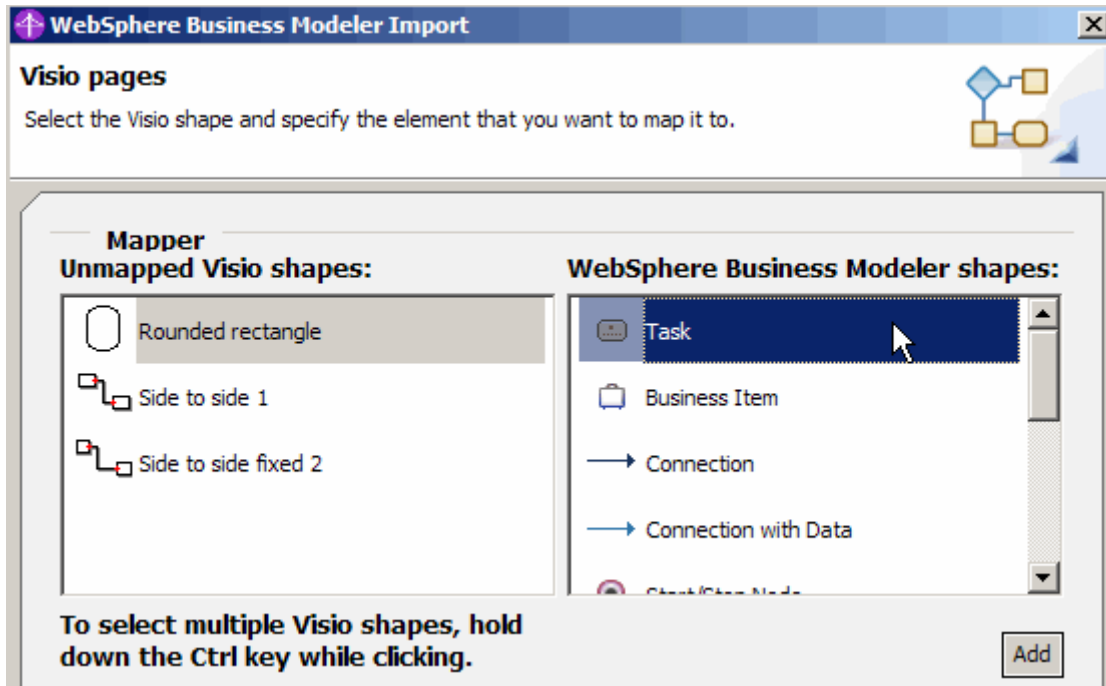 WebSphere Business Modeler Import
Visio pages
Select the Visio shape and specify the element that you want to map it to.
Mapper
Unmapped Visio shapes:
Rounded rectangle
Side to side 1
Side to side fixed 2
WebSphere Business Modeler shapes:
Task
Business Item
Connection
Connection with Data
Start/Stop Node
To select multiple Visio shapes, hold
down the Ctrl key while clicking.
Add